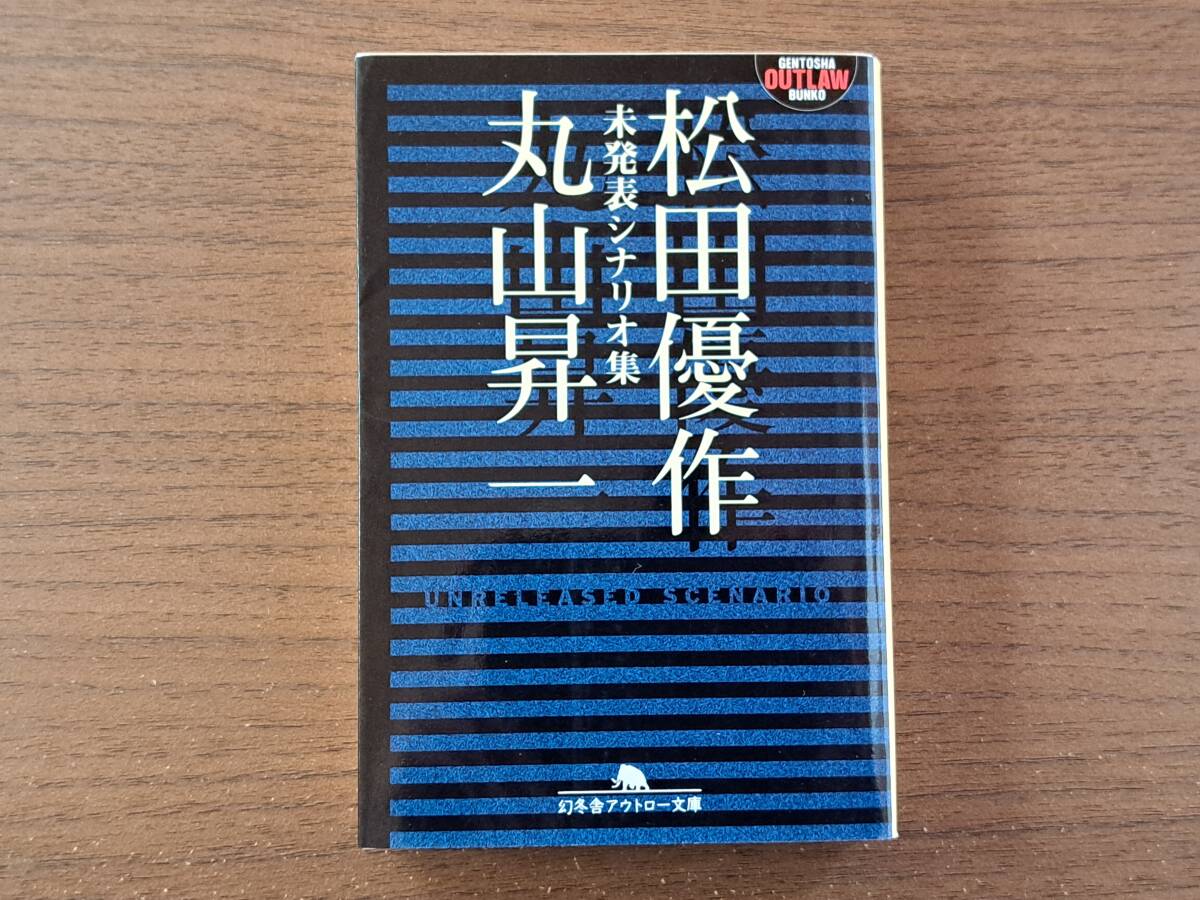 GENTOSHA
OUTLAW
BUNKO
松田優作
未発表シナリオ集
丸山昇一
UNRELEASED SCENARIO
幻冬舎アウトロー文庫